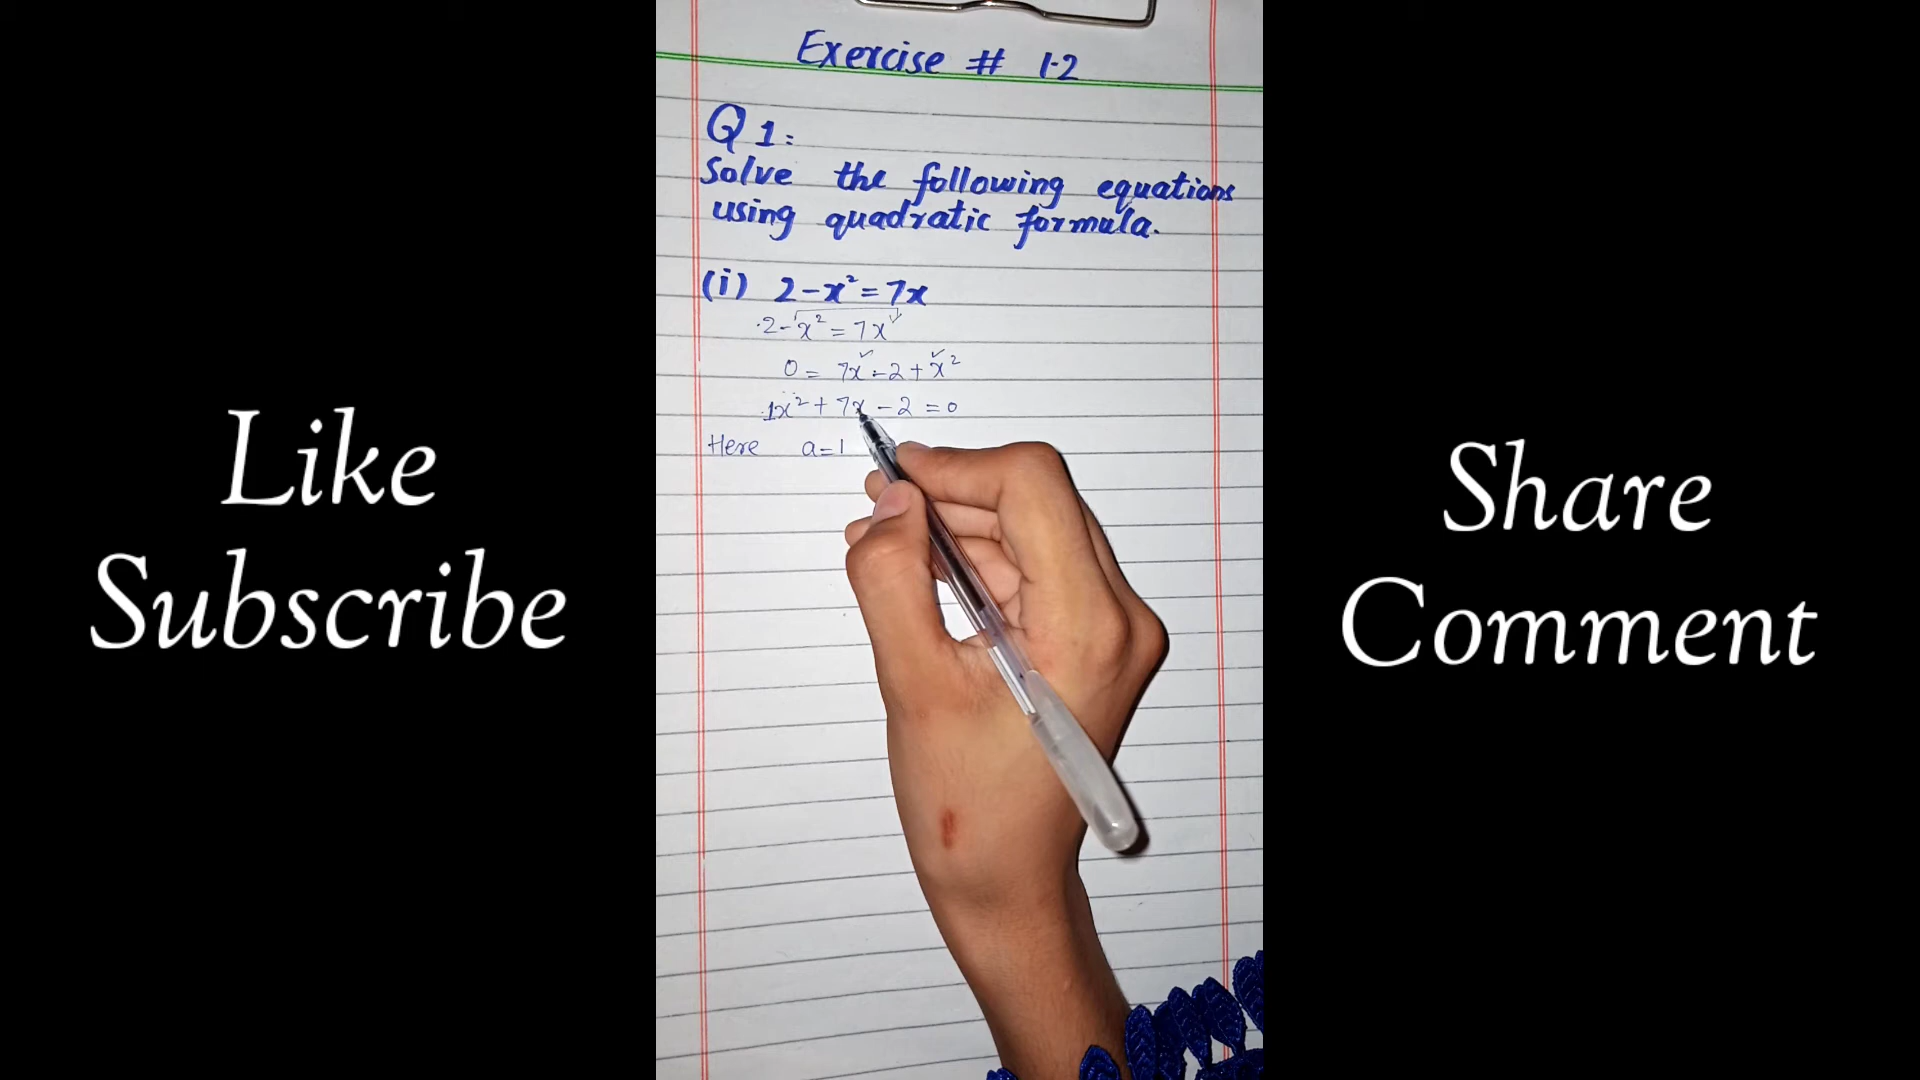 Exercise # 1.2
Q1:
Solve the following equations
using quadratic formula.
(i) 2-x²=7x
2-x²=7x
0 = 7x-2+x²
1x²+7x-2=0
Here a=1
Like
Subscribe
Share
Comment